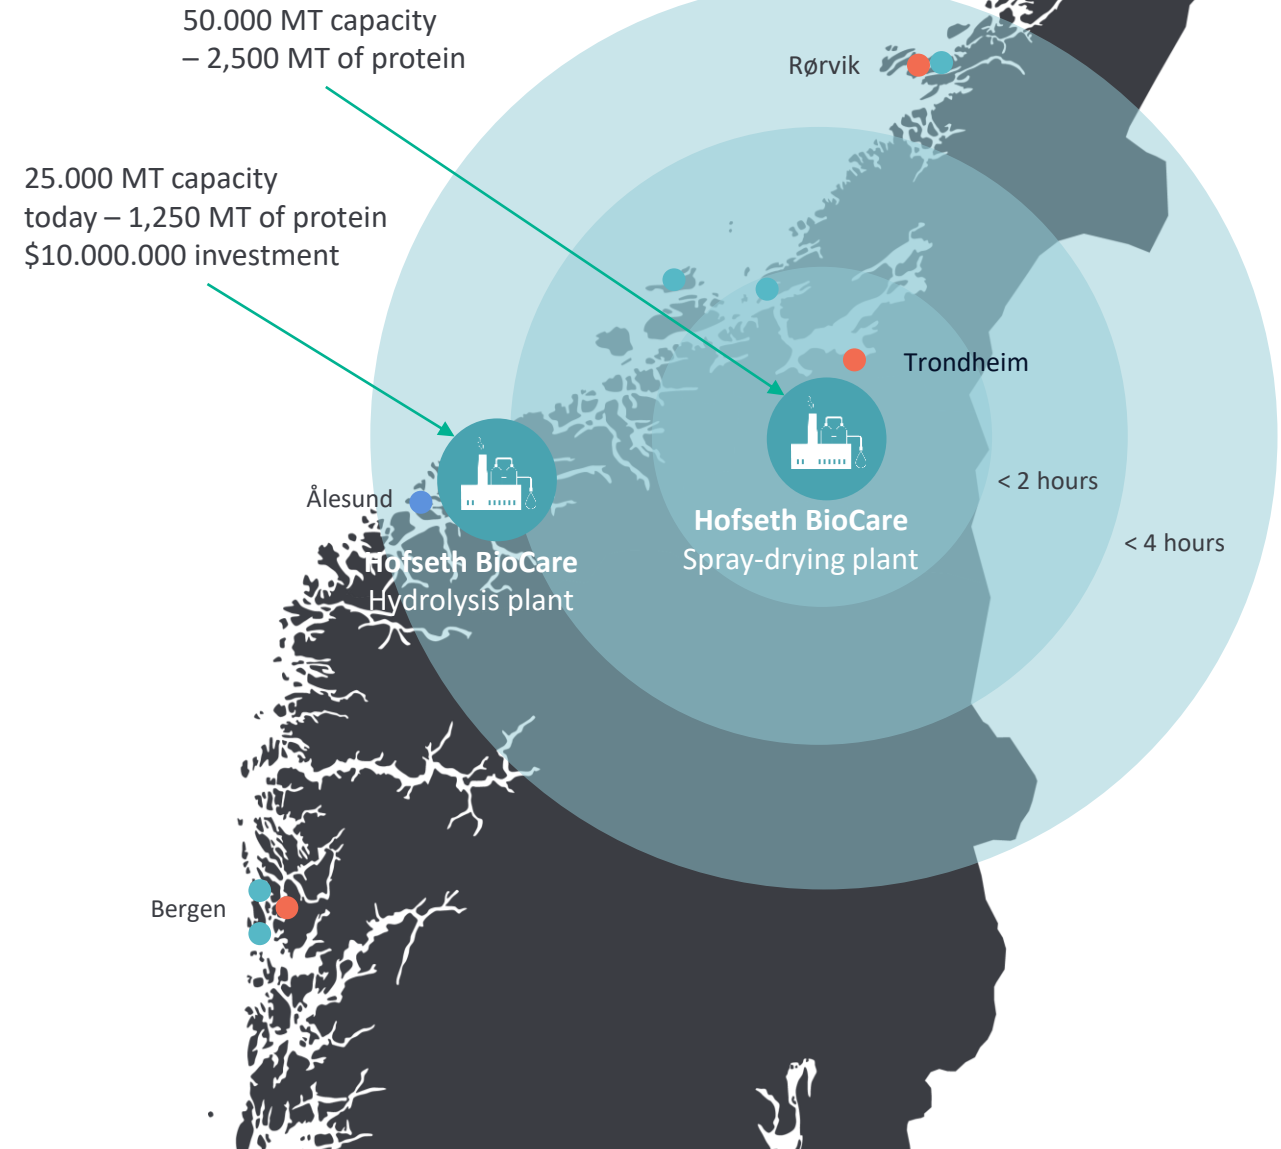 50.000 MT capacity
– 2,500 MT of protein
Rørvik
25.000 MT capacity
today – 1,250 MT of protein
$10.000.000 investment
Trondheim
< 2 hours
Ålesund
Hofseth BioCare
Spray-drying plant
< 4 hours
Hofseth BioCare
Hydrolysis plant
Bergen